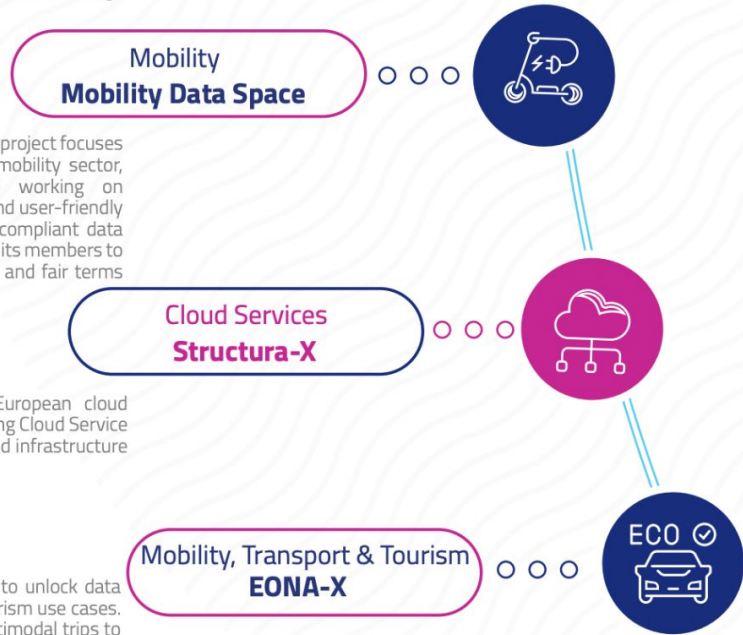 Mobility
Mobility Data Space
project focuses
mobility sector,
working on
nd user-friendly
compliant data
its members to
and fair terms
Cloud Services
Structura-X
European cloud
ng Cloud Service
d infrastructure
Mobility, Transport & Tourism
EONA-X
to unlock data
rism use cases.
timodal trips to
ECO